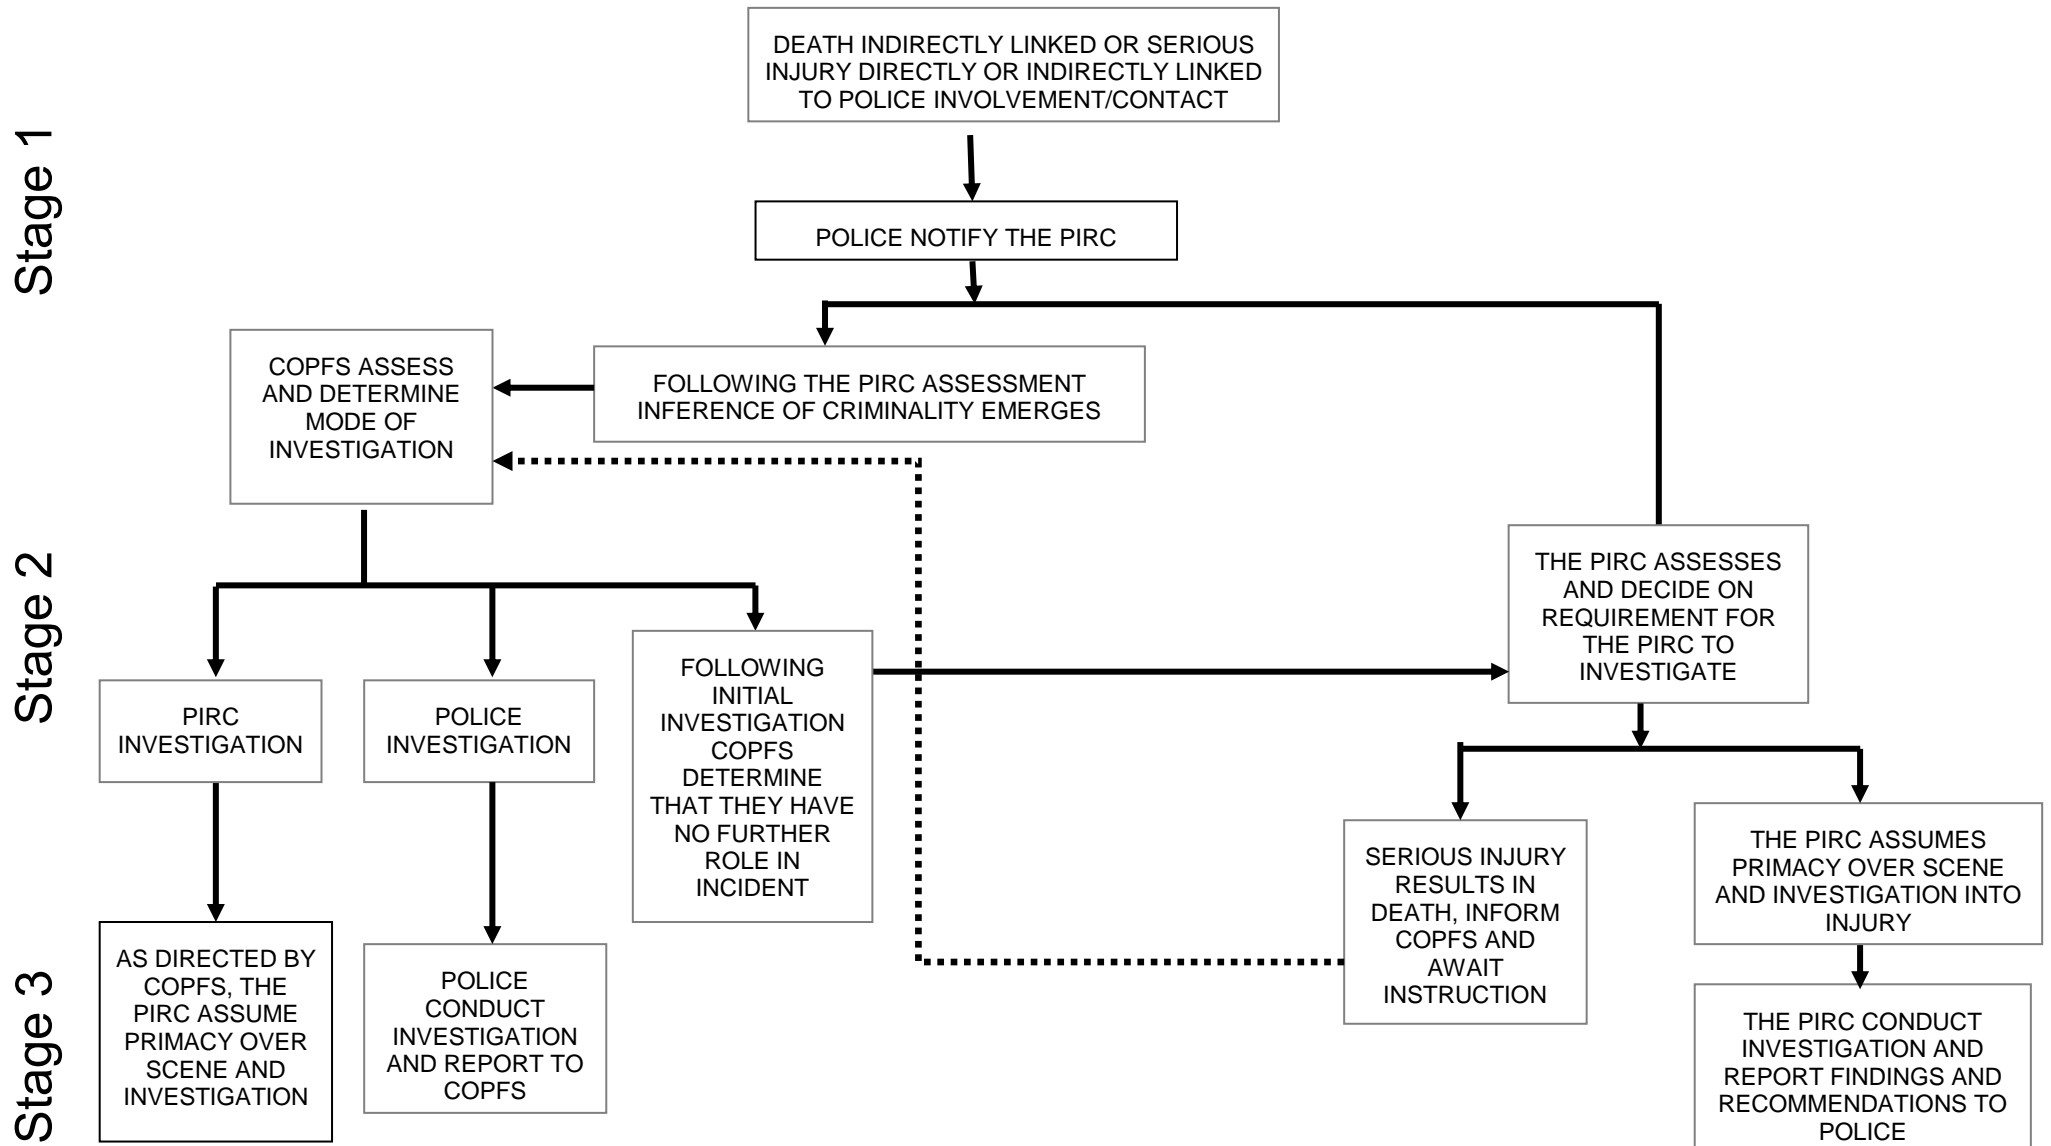 DEATH INDIRECTLY LINKED OR SERIOUS
INJURY DIRECTLY OR INDIRECTLY LINKED
TO POLICE INVOLVEMENT/CONTACT
Stage 1
POLICE NOTIFY THE PIRC
COPFS ASSESS
AND DETERMINE
MODE OF
INVESTIGATION
FOLLOWING THE PIRC ASSESSMENT
INFERENCE OF CRIMINALITY EMERGES
Stage 2
THE PIRC ASSESSES
AND DECIDE ON
REQUIREMENT FOR
THE PIRC TO
INVESTIGATE
PIRC
INVESTIGATION
POLICE
INVESTIGATION
FOLLOWING
INITIAL
INVESTIGATION
COPFS
DETERMINE
THAT THEY HAVE
NO FURTHER
ROLE IN
INCIDENT
SERIOUS INJURY
RESULTS IN
DEATH, INFORM
COPFS AND
AWAIT
INSTRUCTION
THE PIRC ASSUMES
PRIMACY OVER SCENE
AND INVESTIGATION INTO
INJURY
Stage 3
AS DIRECTED BY
COPFS, THE
PIRC ASSUME
PRIMACY OVER
SCENE AND
INVESTIGATION
POLICE
CONDUCT
INVESTIGATION
AND REPORT TO
COPFS
THE PIRC CONDUCT
INVESTIGATION AND
REPORT FINDINGS AND
RECOMMENDATIONS TO
POLICE